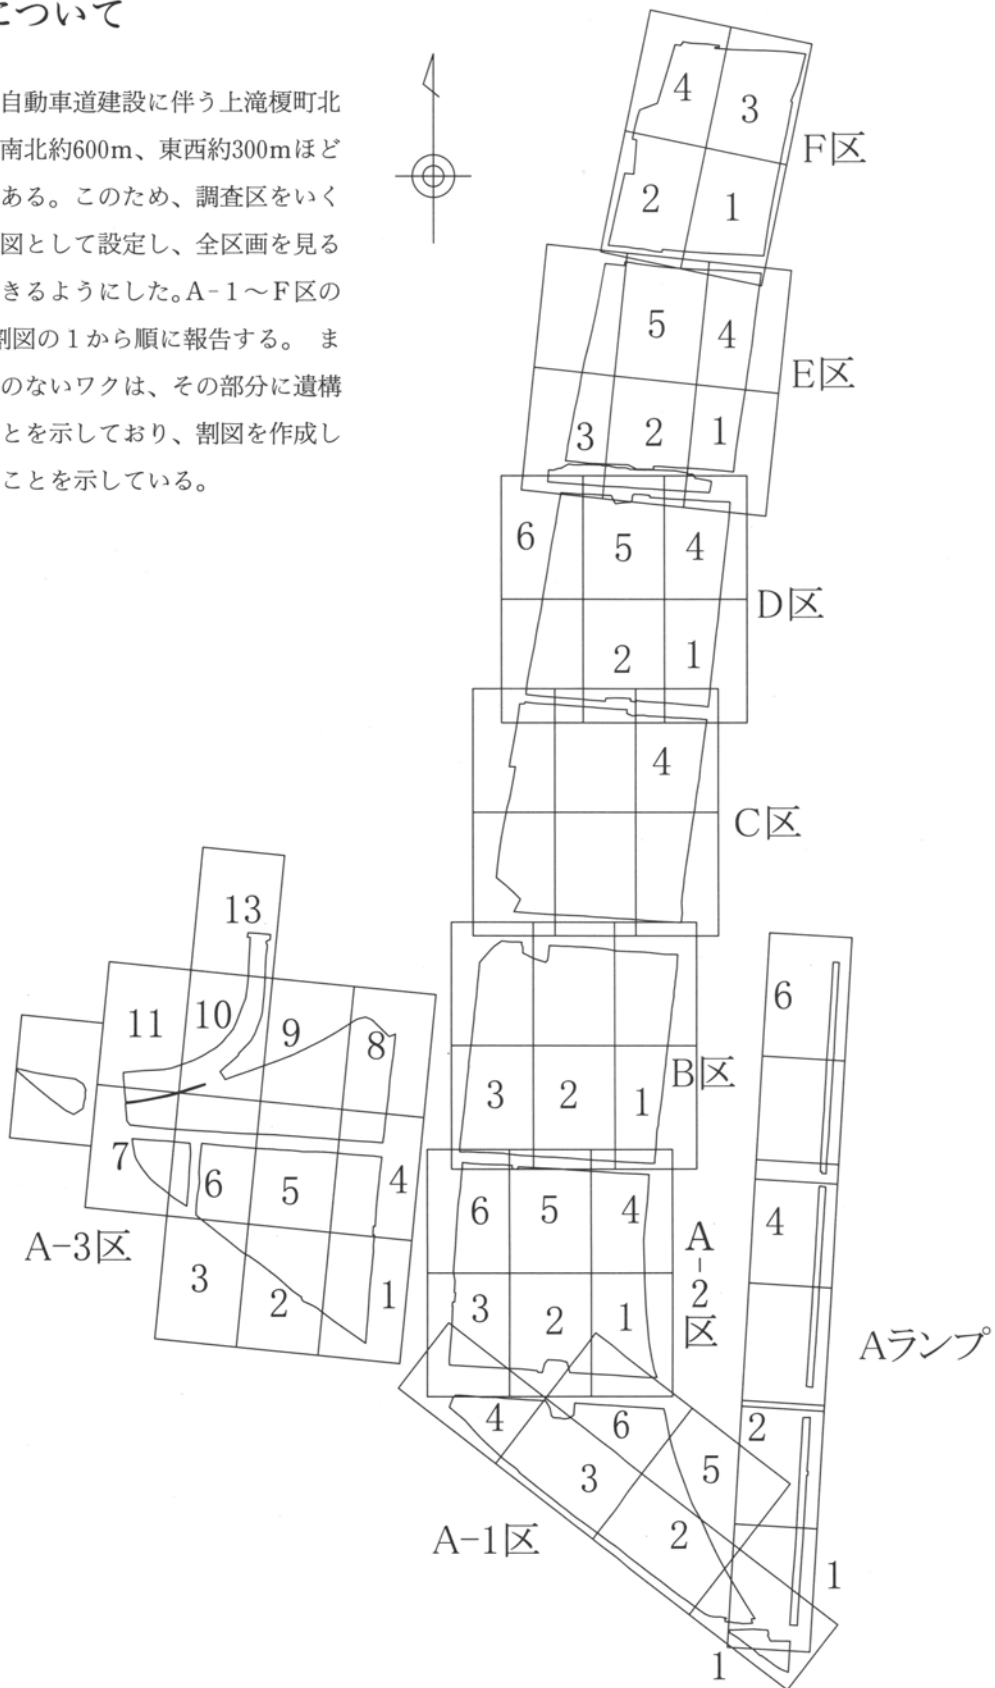 について
自動車道建設に伴う上滝榎町北
南北約600m、東西約300mほど
ある。このため、調査区をいく
図として設定し、全区画を見る
きるようにした。A-1～F区の
割図の1から順に報告する。 ま
のないワクは、その部分に遺構
とを示しており、割図を作成し
ことを示している。
4
3
F区
2
1
5
4
E区
3
2
1
6
5
4
D区
2
1
4
C区
13
11
10
9
8
7
6
5
4
A-3区
3
2
1
3
2
1
B区
6
5
4
A-2区
3
2
1
6
4
Aランプ
2
1
4
6
3
5
A-1区
2
1